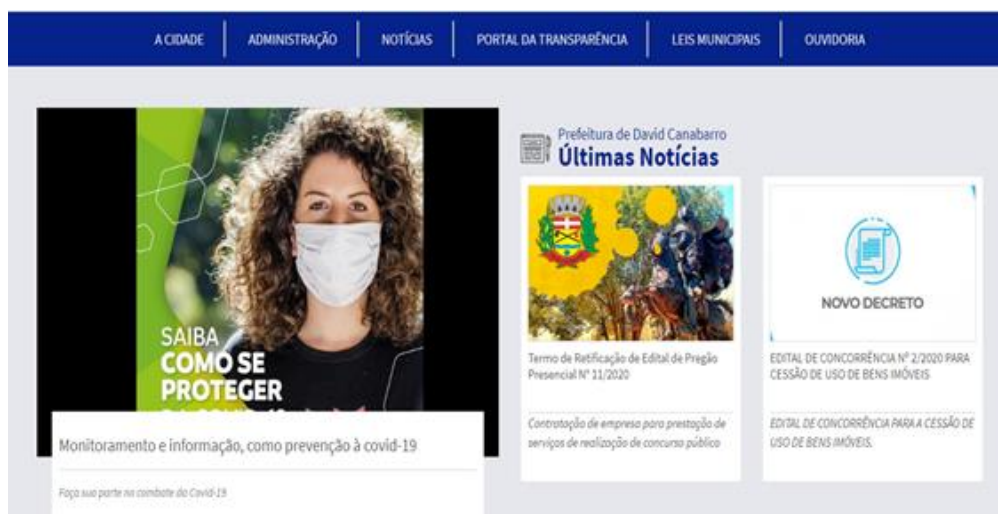 A CIDADE
ADMINISTRAÇÃO
NOTÍCIAS
PORTAL DA TRANSPARÊNCIA
LEIS MUNICIPAIS
OUVIDORIA
SAIBA
COMO SE
PROTEGER
Monitoramento e informação, como prevenção à covid-19
Faça sua parte no combate da Covid-19
Prefeitura de David Canabarro
Últimas Notícias
Termo de Retificação de Edital de Pregão
Presencial N° 11/2020
Contratação de empresa para prestação de
serviços de realização de concurso público
NOVO DECRETO
EDITAL DE CONCORRÊNCIA Nº 2/2020 PARA
CESSÃO DE USO DE BENS IMÓVEIS
EDITAL DE CONCORRÊNCIA PARA A CESSÃO DE
USO DE BENS IMÓVEIS.